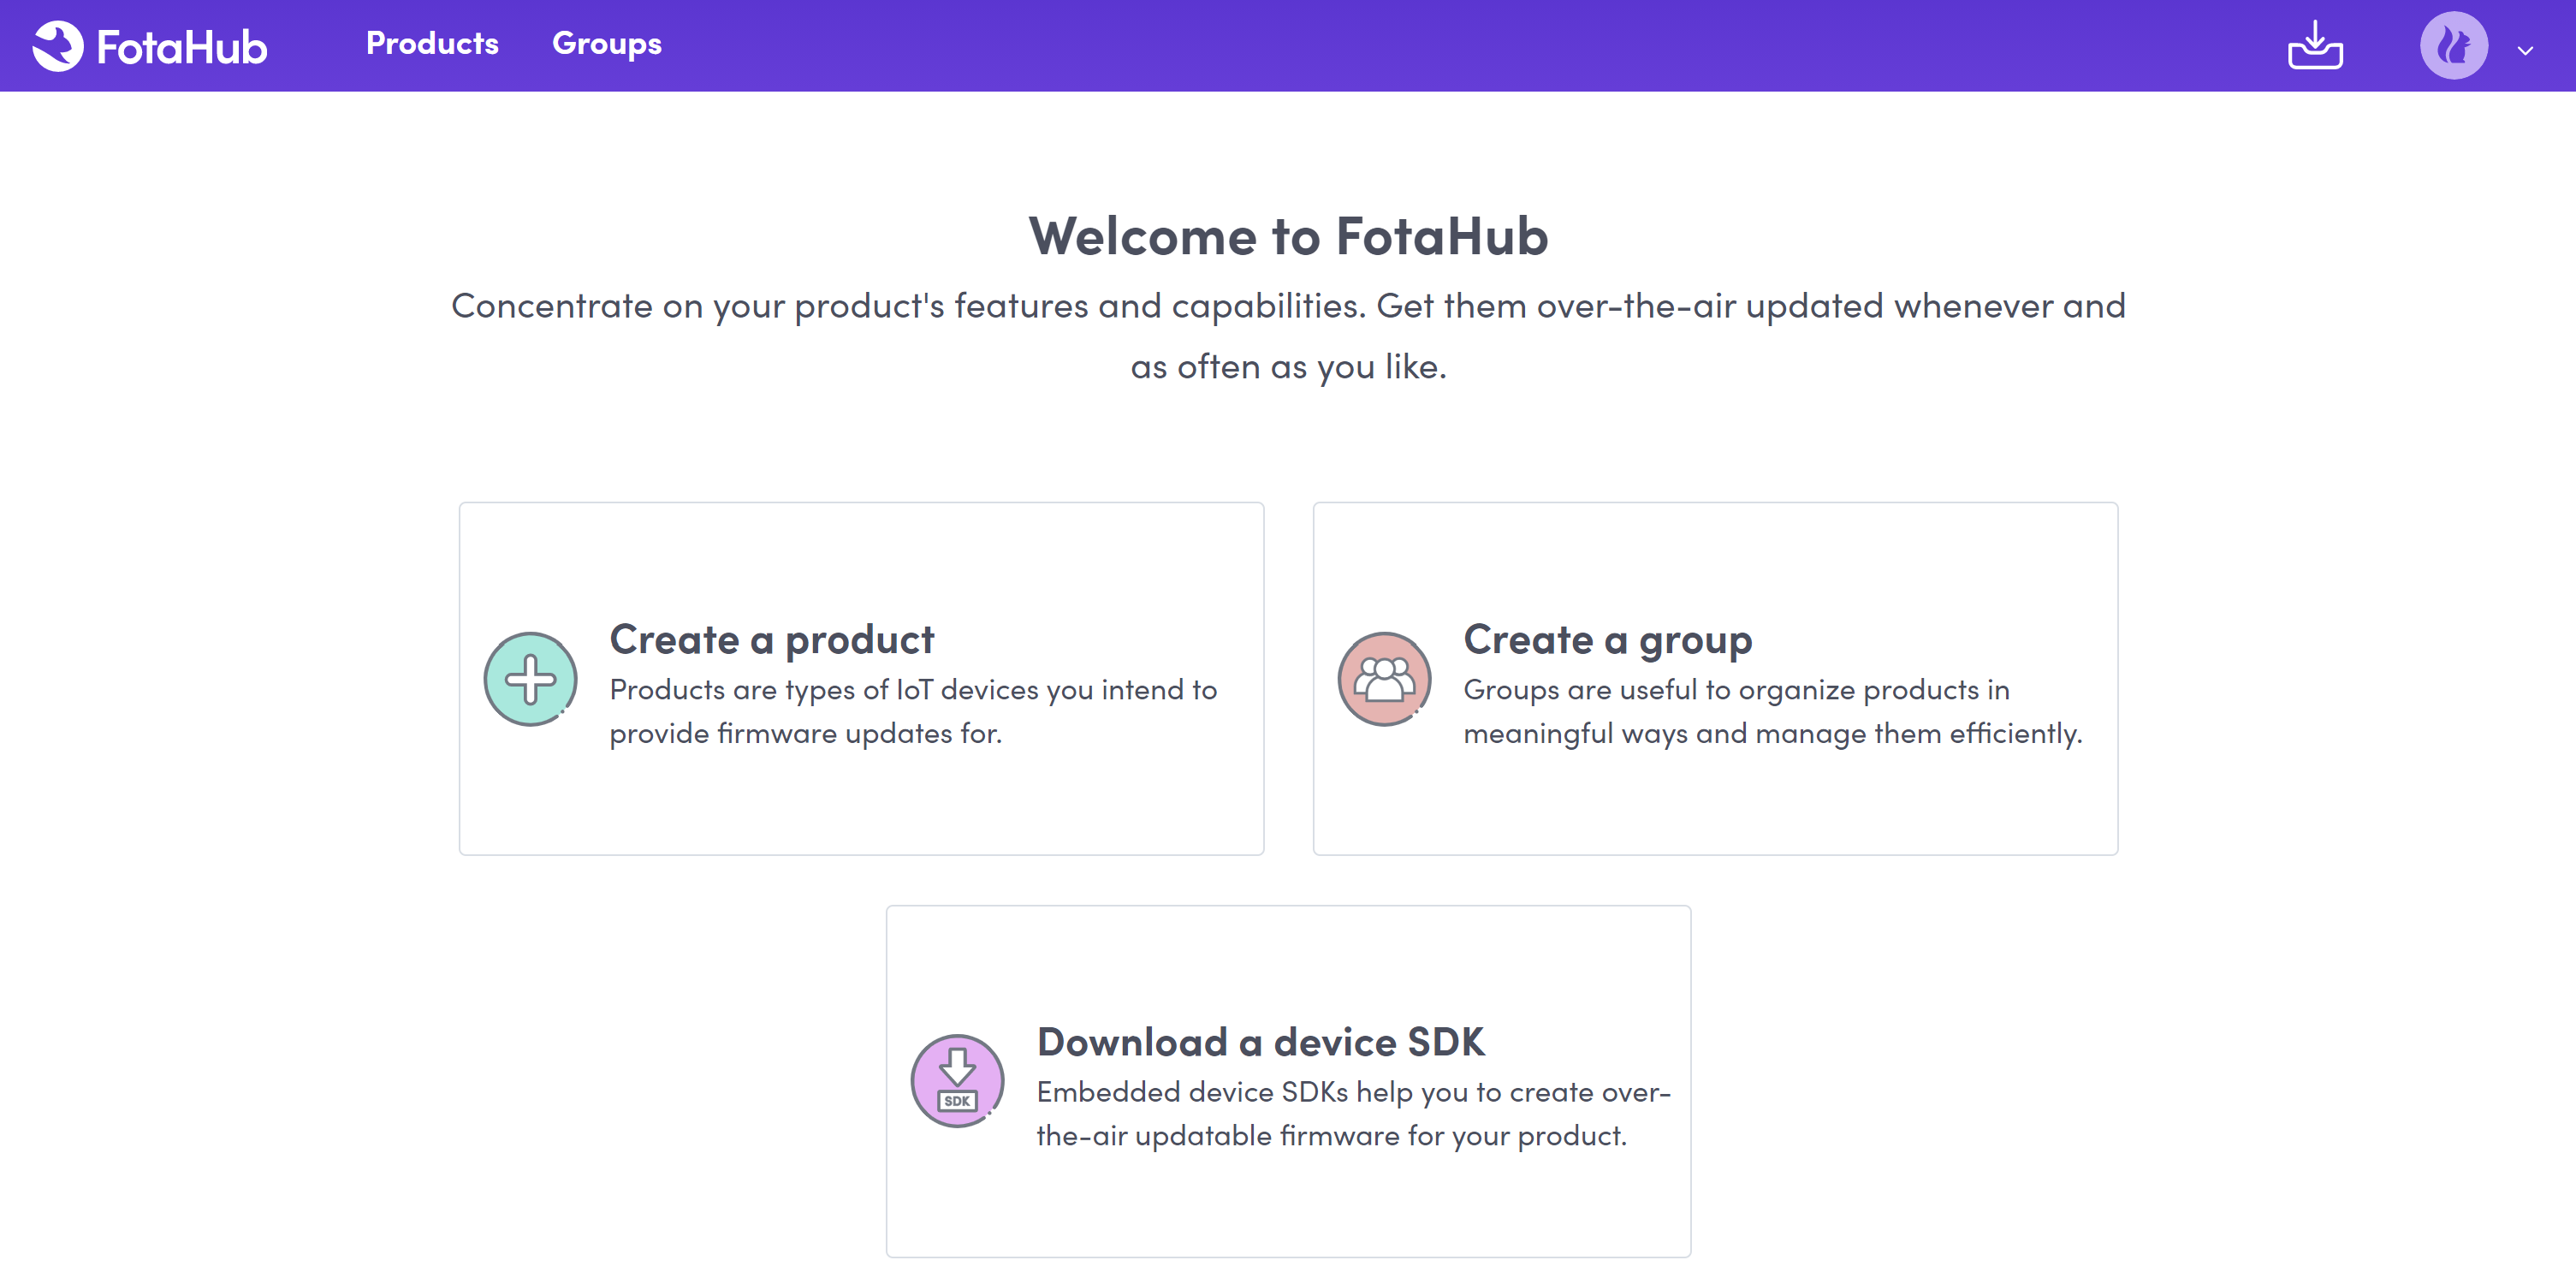 FotaHub
Products
Groups
Welcome to FotaHub
Concentrate on your product's features and capabilities. Get them over-the-air updated whenever and
as often as you like.
Create a product
Products are types of IoT devices you intend to
provide firmware updates for.
Create a group
Groups are useful to organize products in
meaningful ways and manage them efficiently.
SDK
Download a device SDK
Embedded device SDKs help you to create over-
the-air updatable firmware for your product.